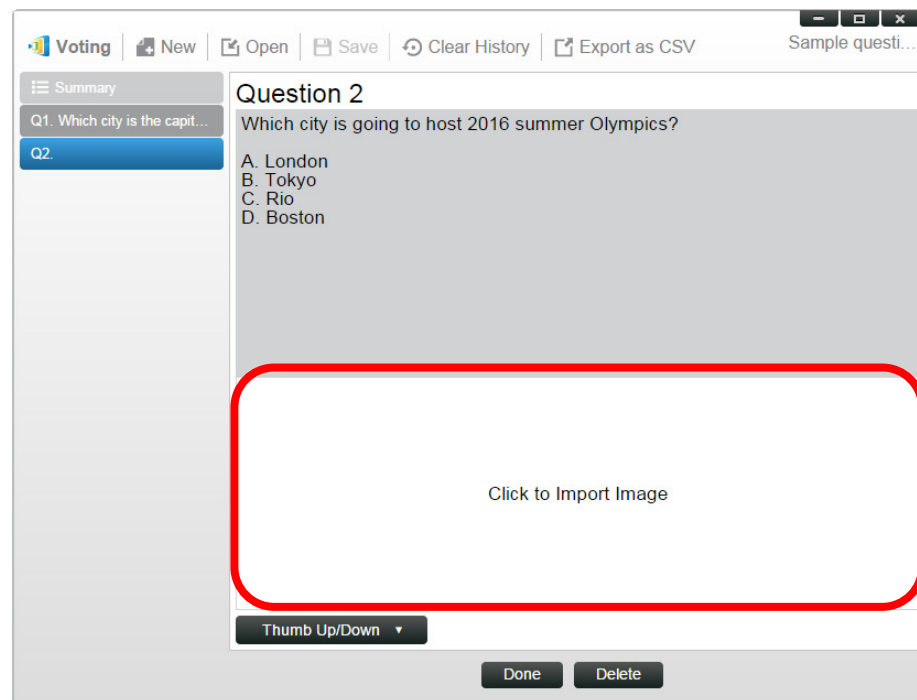 Voting New Open Save Clear History Export as CSV Sample questi...
Summary
Q1. Which city is the capit...
Q2.
Question 2
Which city is going to host 2016 summer Olympics?
A. London
B. Tokyo
C. Rio
D. Boston
Click to Import Image
Thumb Up/Down
Done Delete